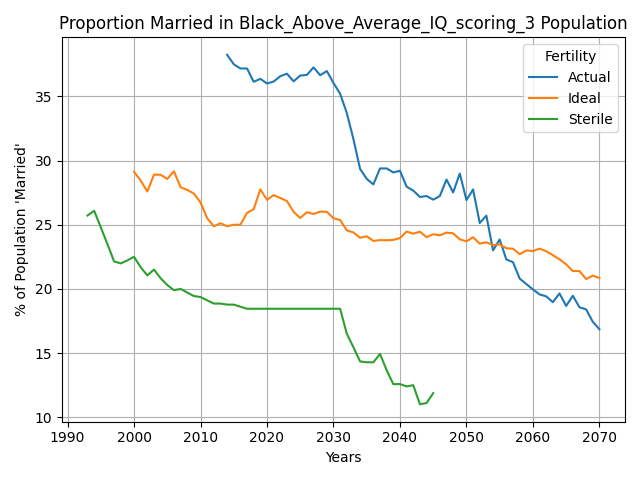 Proportion Married in Black_Above_Average_IQ_scoring_3 Population
% of Population 'Married'
35
30
25
20
15
10
1990 2000 2010 2020 2030 2040 2050 2060 2070
Years
Fertility
Actual
Ideal
Sterile